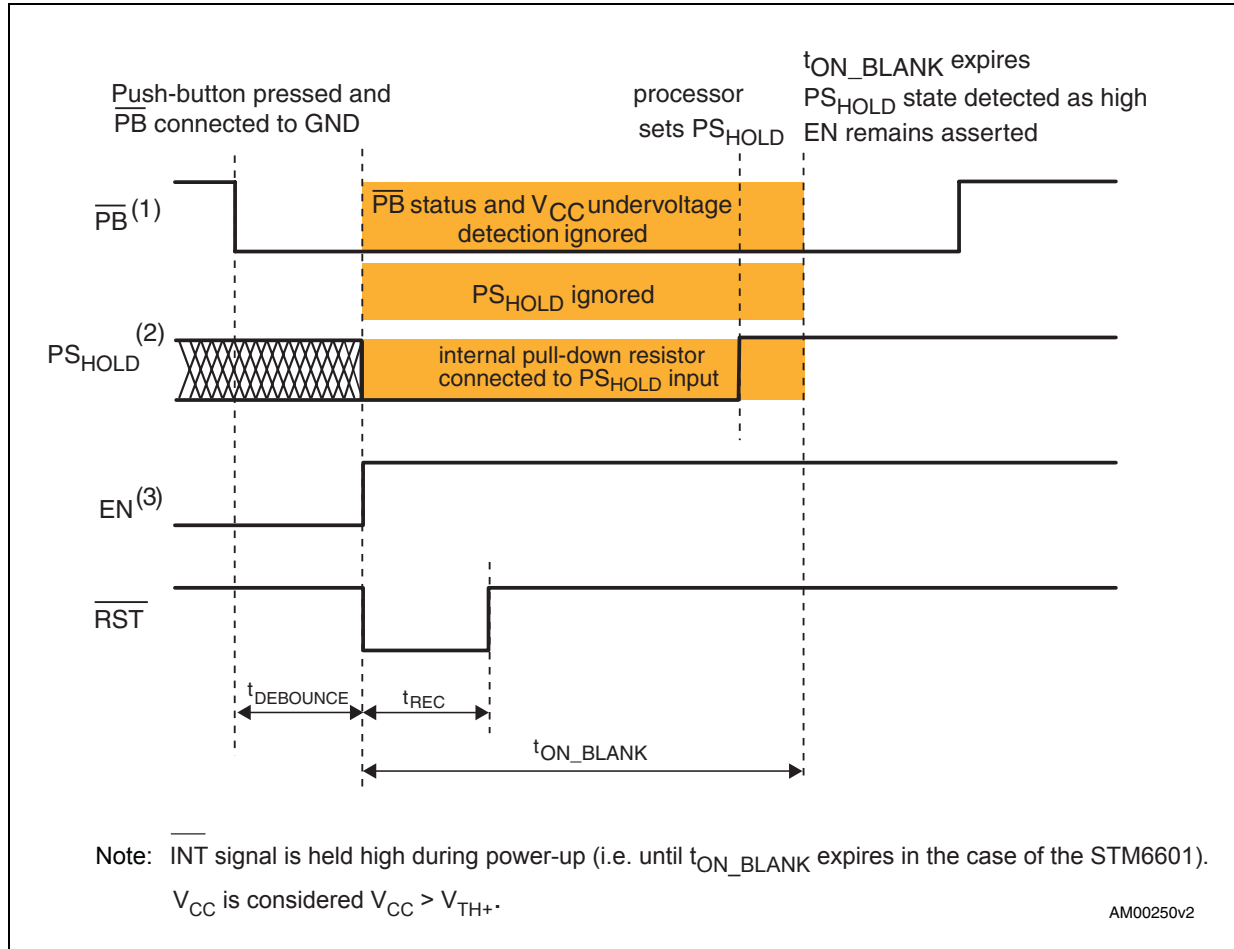 Push-button pressed and
PB connected to GND
processor
sets PSHOLD
tON_BLANK expires
PSHOLD state detected as high
EN remains asserted
PB(1)
PB status and VCC undervoltage
detection ignored
PSHOLD ignored
PSHOLD(2)
internal pull-down resistor
connected to PSHOLD input
EN(3)
RST
tDEBOUNCE
tREC
tON_BLANK
Note: INT signal is held high during power-up (i.e. until tON_BLANK expires in the case of the STM6601).
VCC is considered VCC > VTH+.
AM00250v2